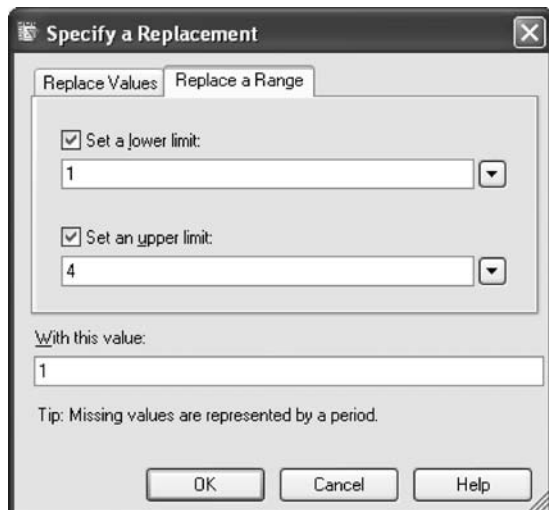 Specify a Replacement
Replace Values
Replace a Range
Set a lower limit:
1
Set an upper limit:
4
With this value:
1
Tip: Missing values are represented by a period.
OK
Cancel
Help